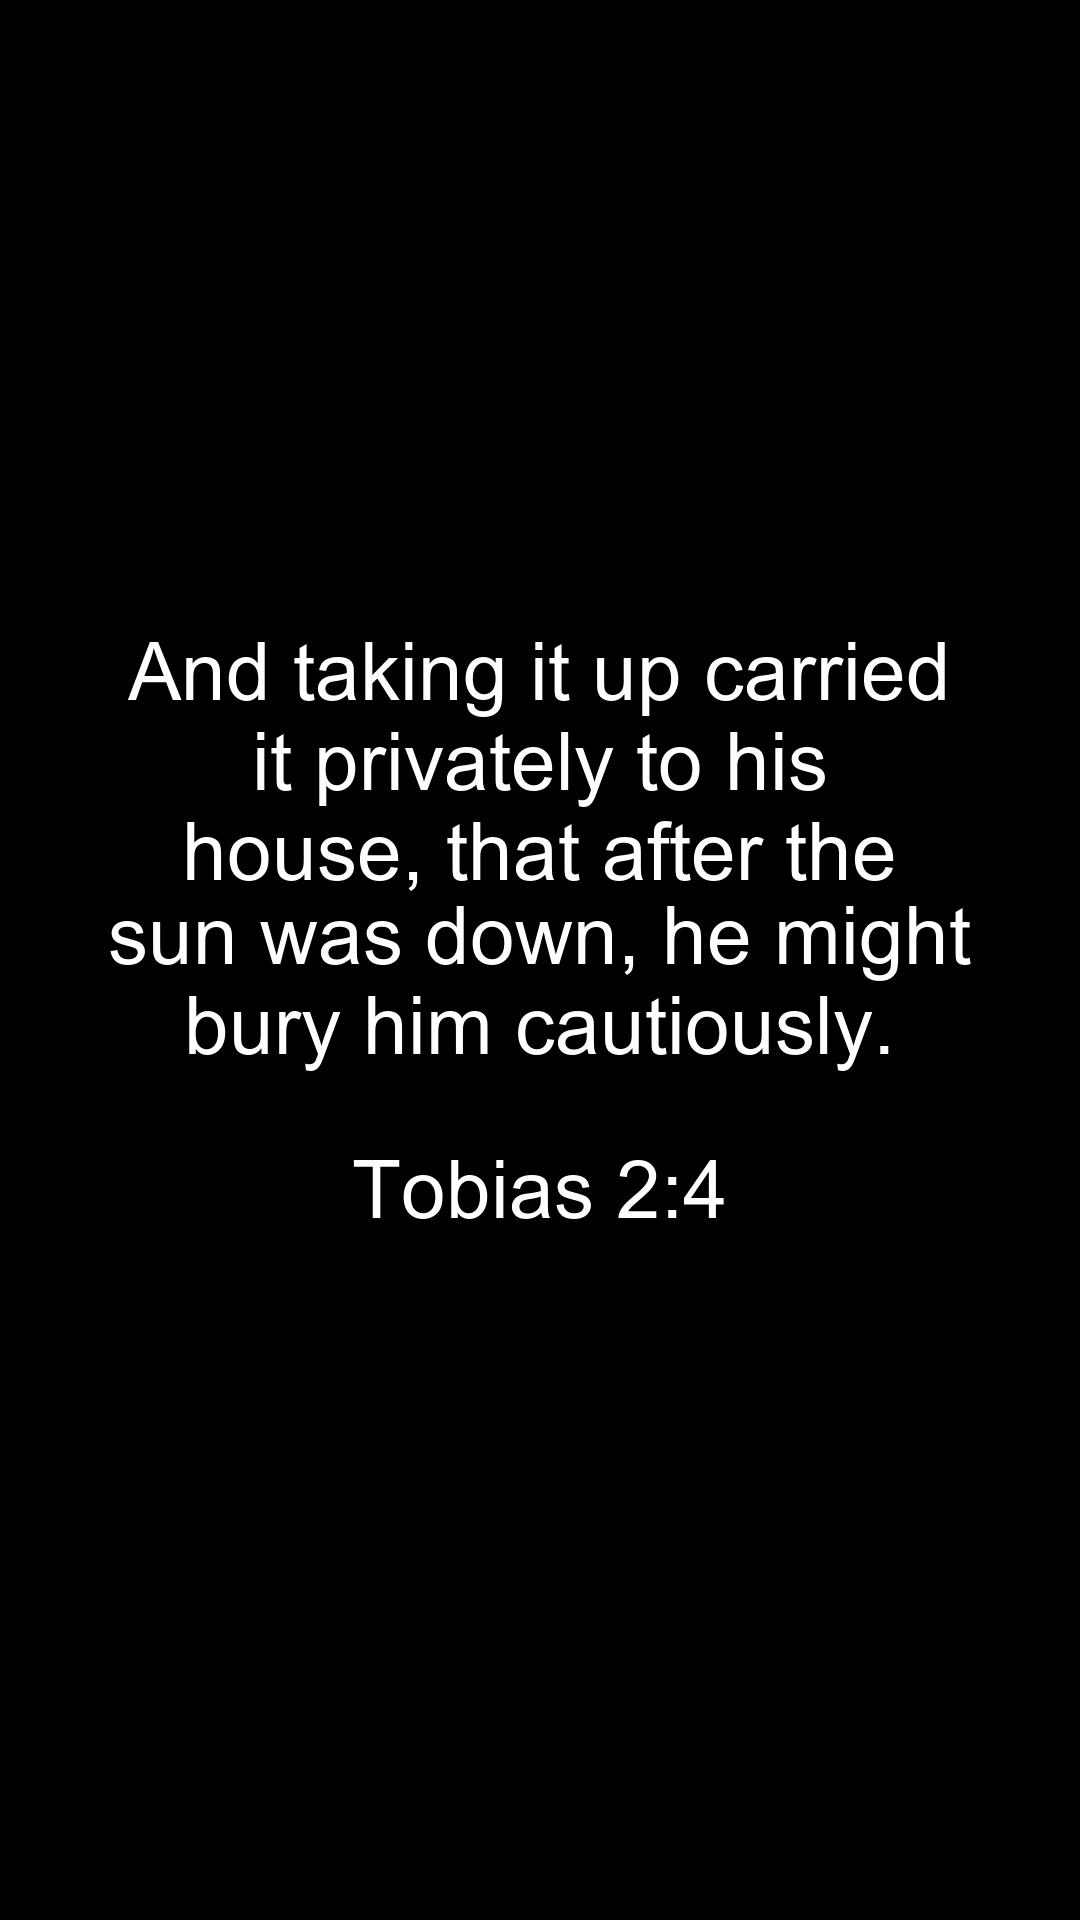 And taking it up carried
it privately to his
house, that after the
sun was down, he might
bury him cautiously.
Tobias 2:4